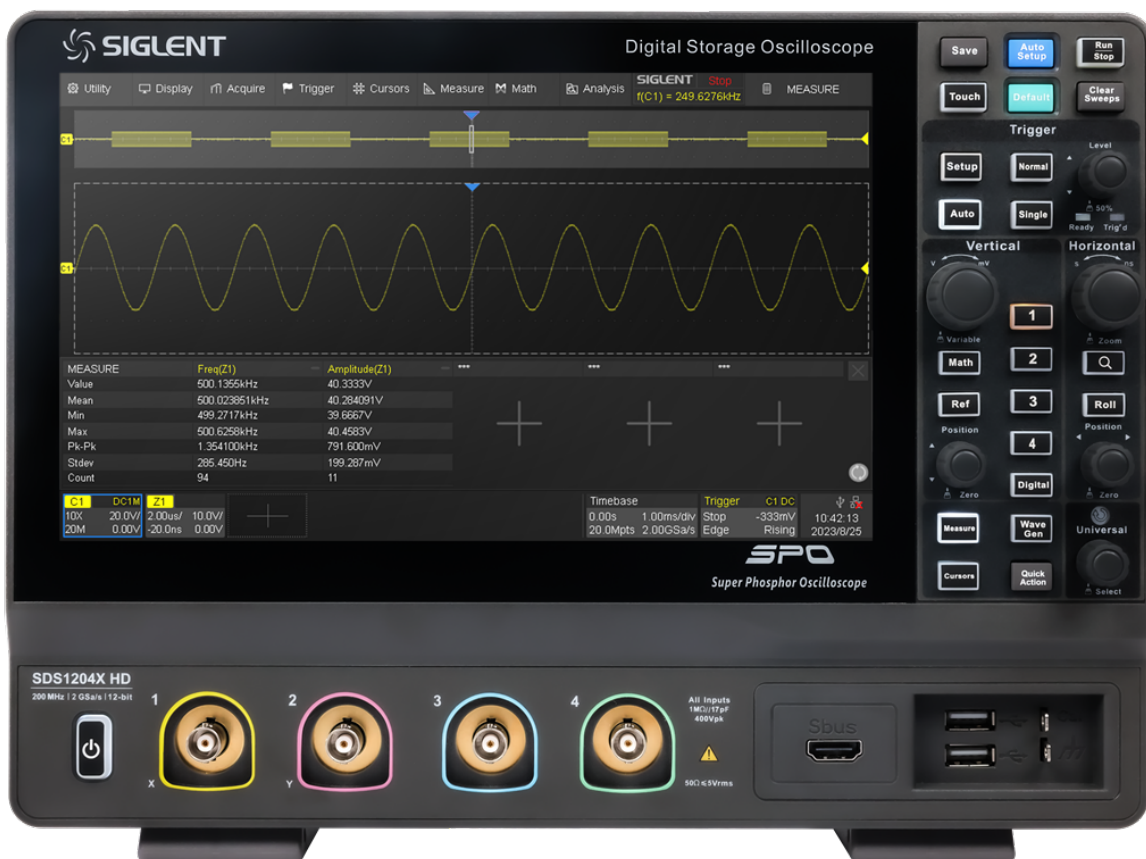 SIGLENT
Digital Storage Oscilloscope
Utility Display Acquire Trigger Cursors Measure Math Analysis SIGLENT Stop MEASURE
f(C1) = 249.6276kHz
C1
C1
MEASURE Freq(Z1) Amplitude(Z1) *** *** ***
Value 500.1355kHz 40.3333V
Mean 500.023851kHz 40.284091V
Min 499.2717kHz 39.6667V
Max 500.6258kHz 40.4583V
Pk-Pk 1.354100kHz 791.600mV
Stdev 285.450Hz 199.287mV
Count 94 11
C1 DC1M Z1 Timebase Trigger C1 DC
10X 20.0V/ 2.00us/ 10.0V/ 0.00s 1.00ms/div Stop -333mV 10:42:13
20M 0.00V -20.0ns 0.00V 20.0Mpts 2.00GSa/s Edge Rising 2023/8/25
SPO
Super Phosphor Oscilloscope
Save Auto Setup Run Stop
Touch Default Clear Sweeps
Trigger
Level
Setup Normal
50%
Auto Single
Ready Trig'd
Vertical Horizontal
V mV s ns
1
Variable Zoom
Math 2
Ref 3 Roll
Position Position
4
Zero Digital Zero
Measure Wave Gen Universal
Cursors Quick Action
Select
SDS1204X HD
200 MHz | 2 GSa/s | 12-bit
1 2 3 4
X Y
All Inputs
1MΩ//17pF
400Vpk
50Ω ≤5Vrms
Sbus